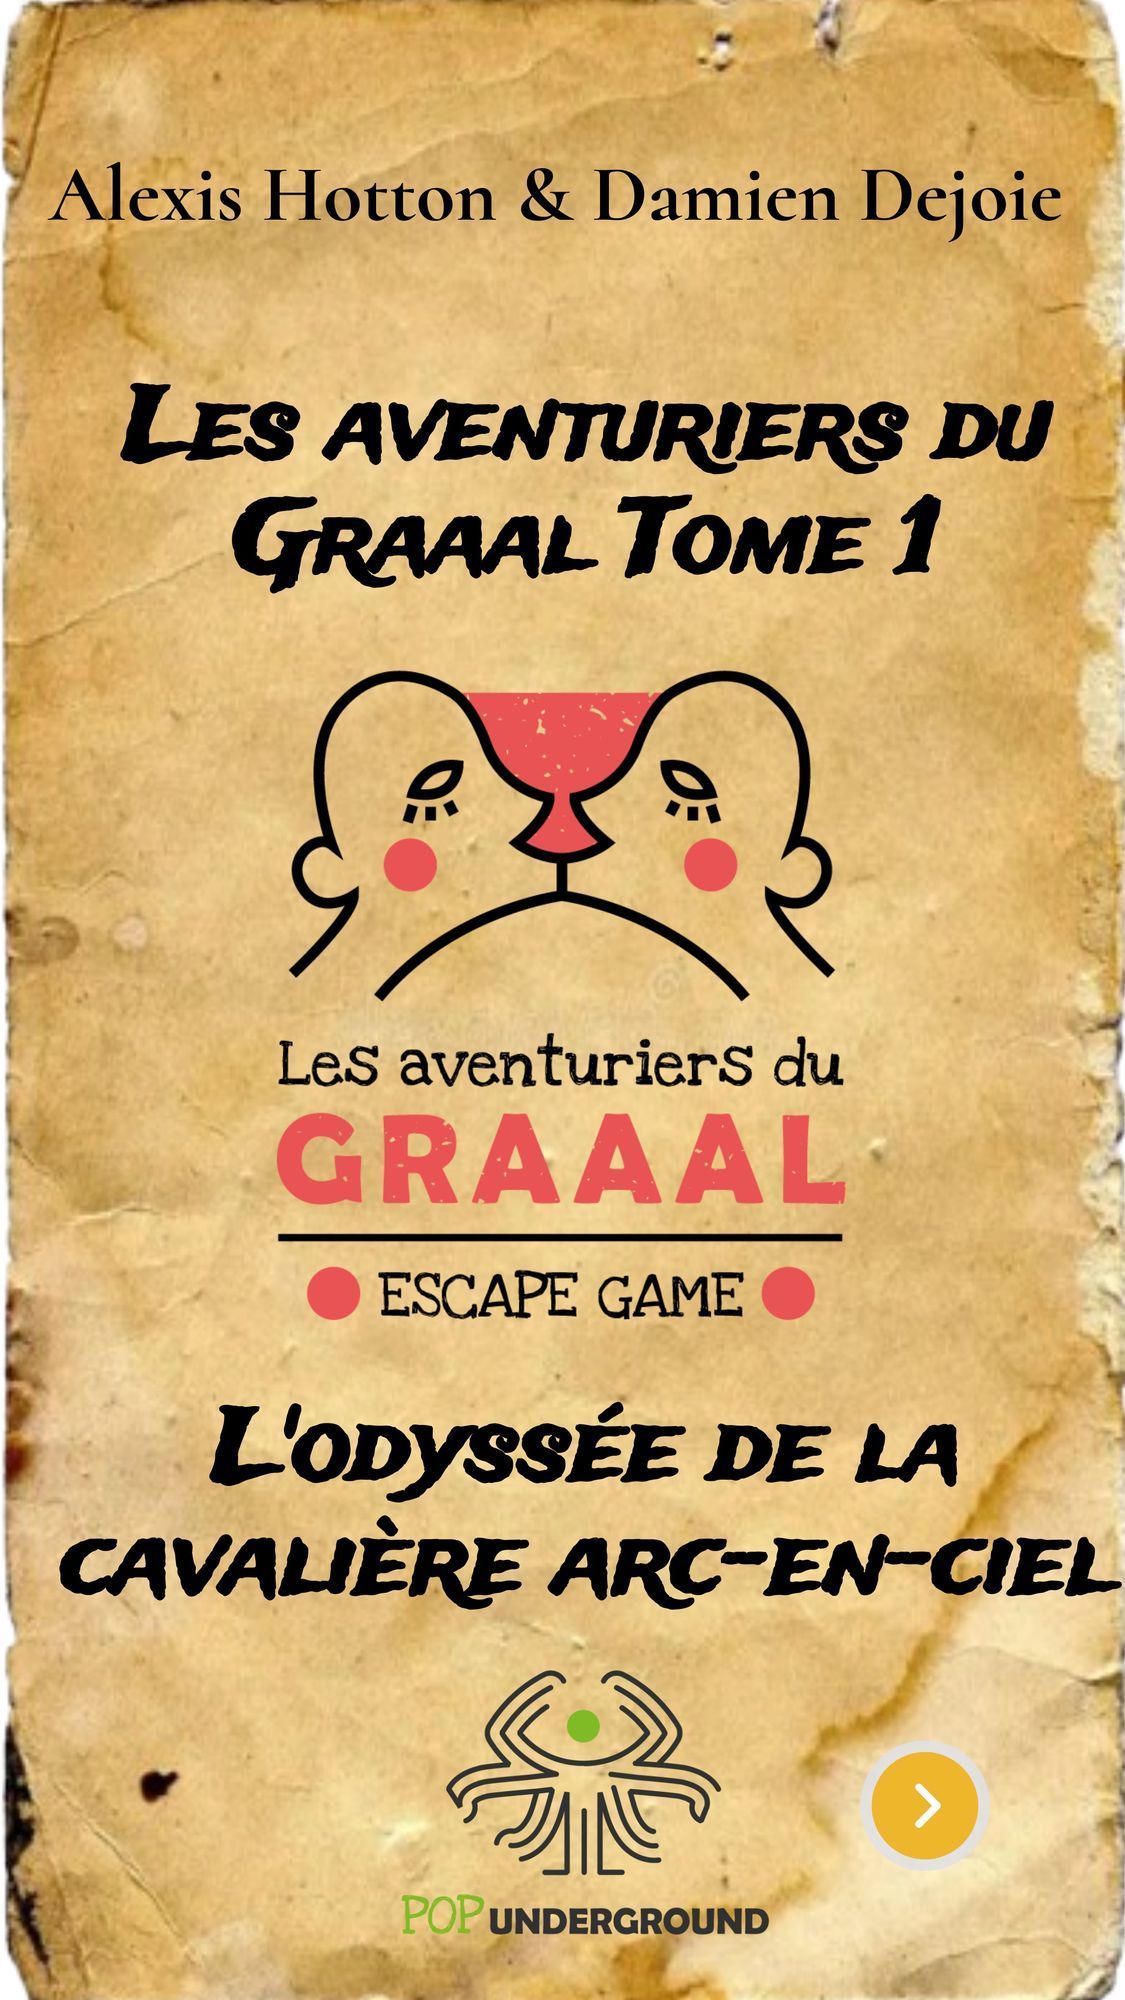 Alexis Hotton & Damien Dejoie
Les aventuriers du
Graaal Tome 1
Les aventuriers du
GRAAAL
ESCAPE GAME
L'odyssée de la
cavalière arc-en-ciel
POP UNDERGROUND